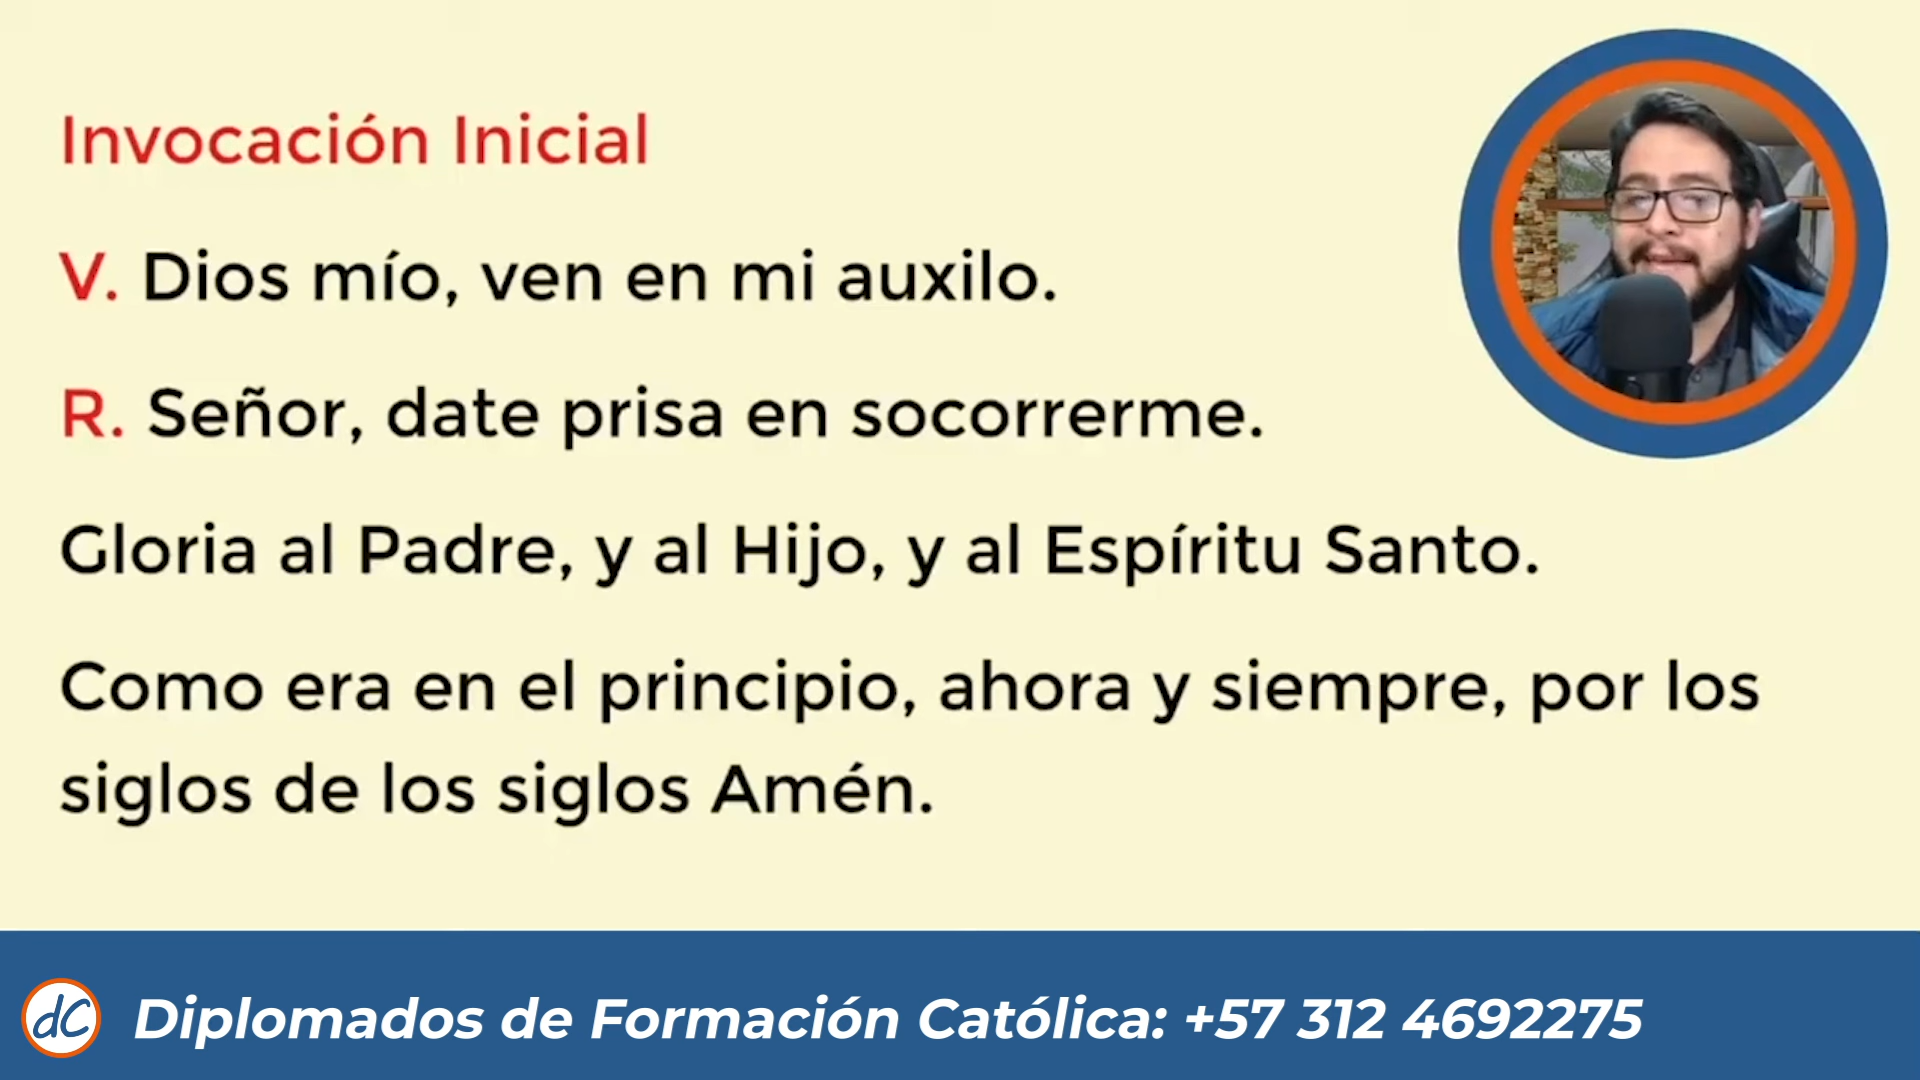 Invocación Inicial
V. Dios mío, ven en mi auxilo.
R. Señor, date prisa en socorrerme.
Gloria al Padre, y al Hijo, y al Espíritu Santo.
Como era en el principio, ahora y siempre, por los
siglos de los siglos Amén.
dC Diplomados de Formación Católica: +57 312 4692275